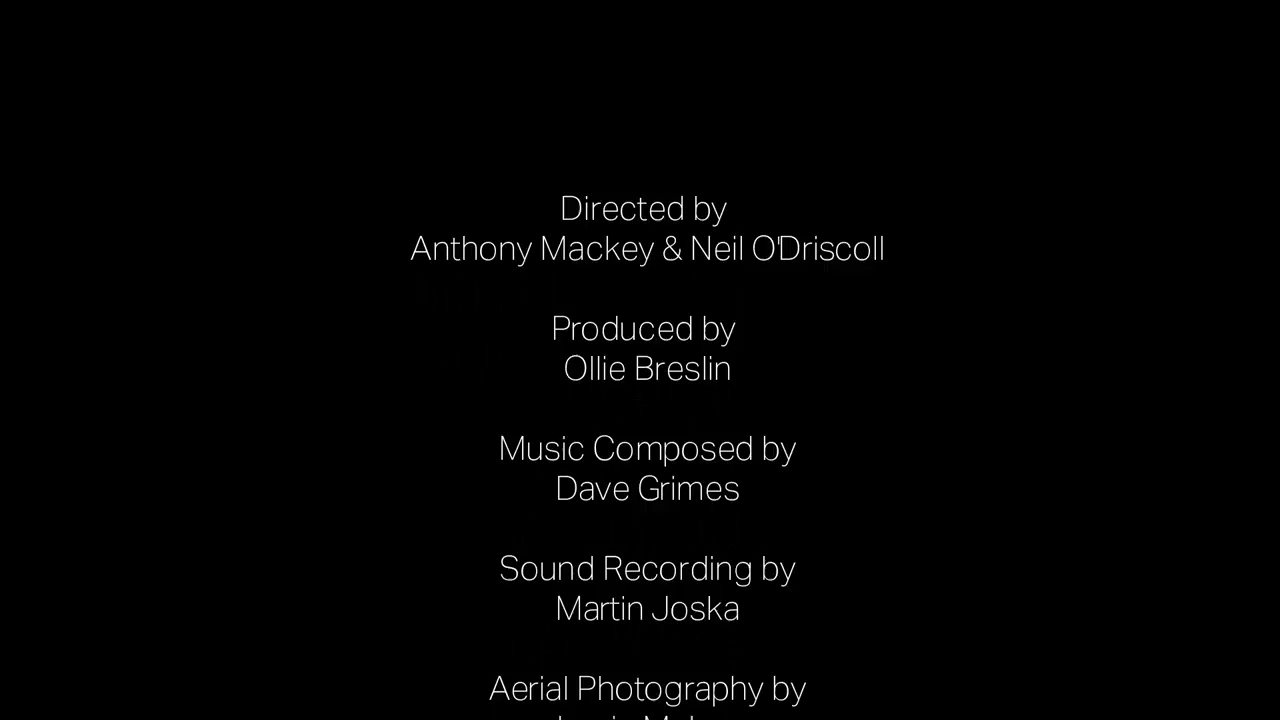 Directed by
Anthony Mackey & Neil O'Driscoll
Produced by
Ollie Breslin
Music Composed by
Dave Grimes
Sound Recording by
Martin Joska
Aerial Photography by